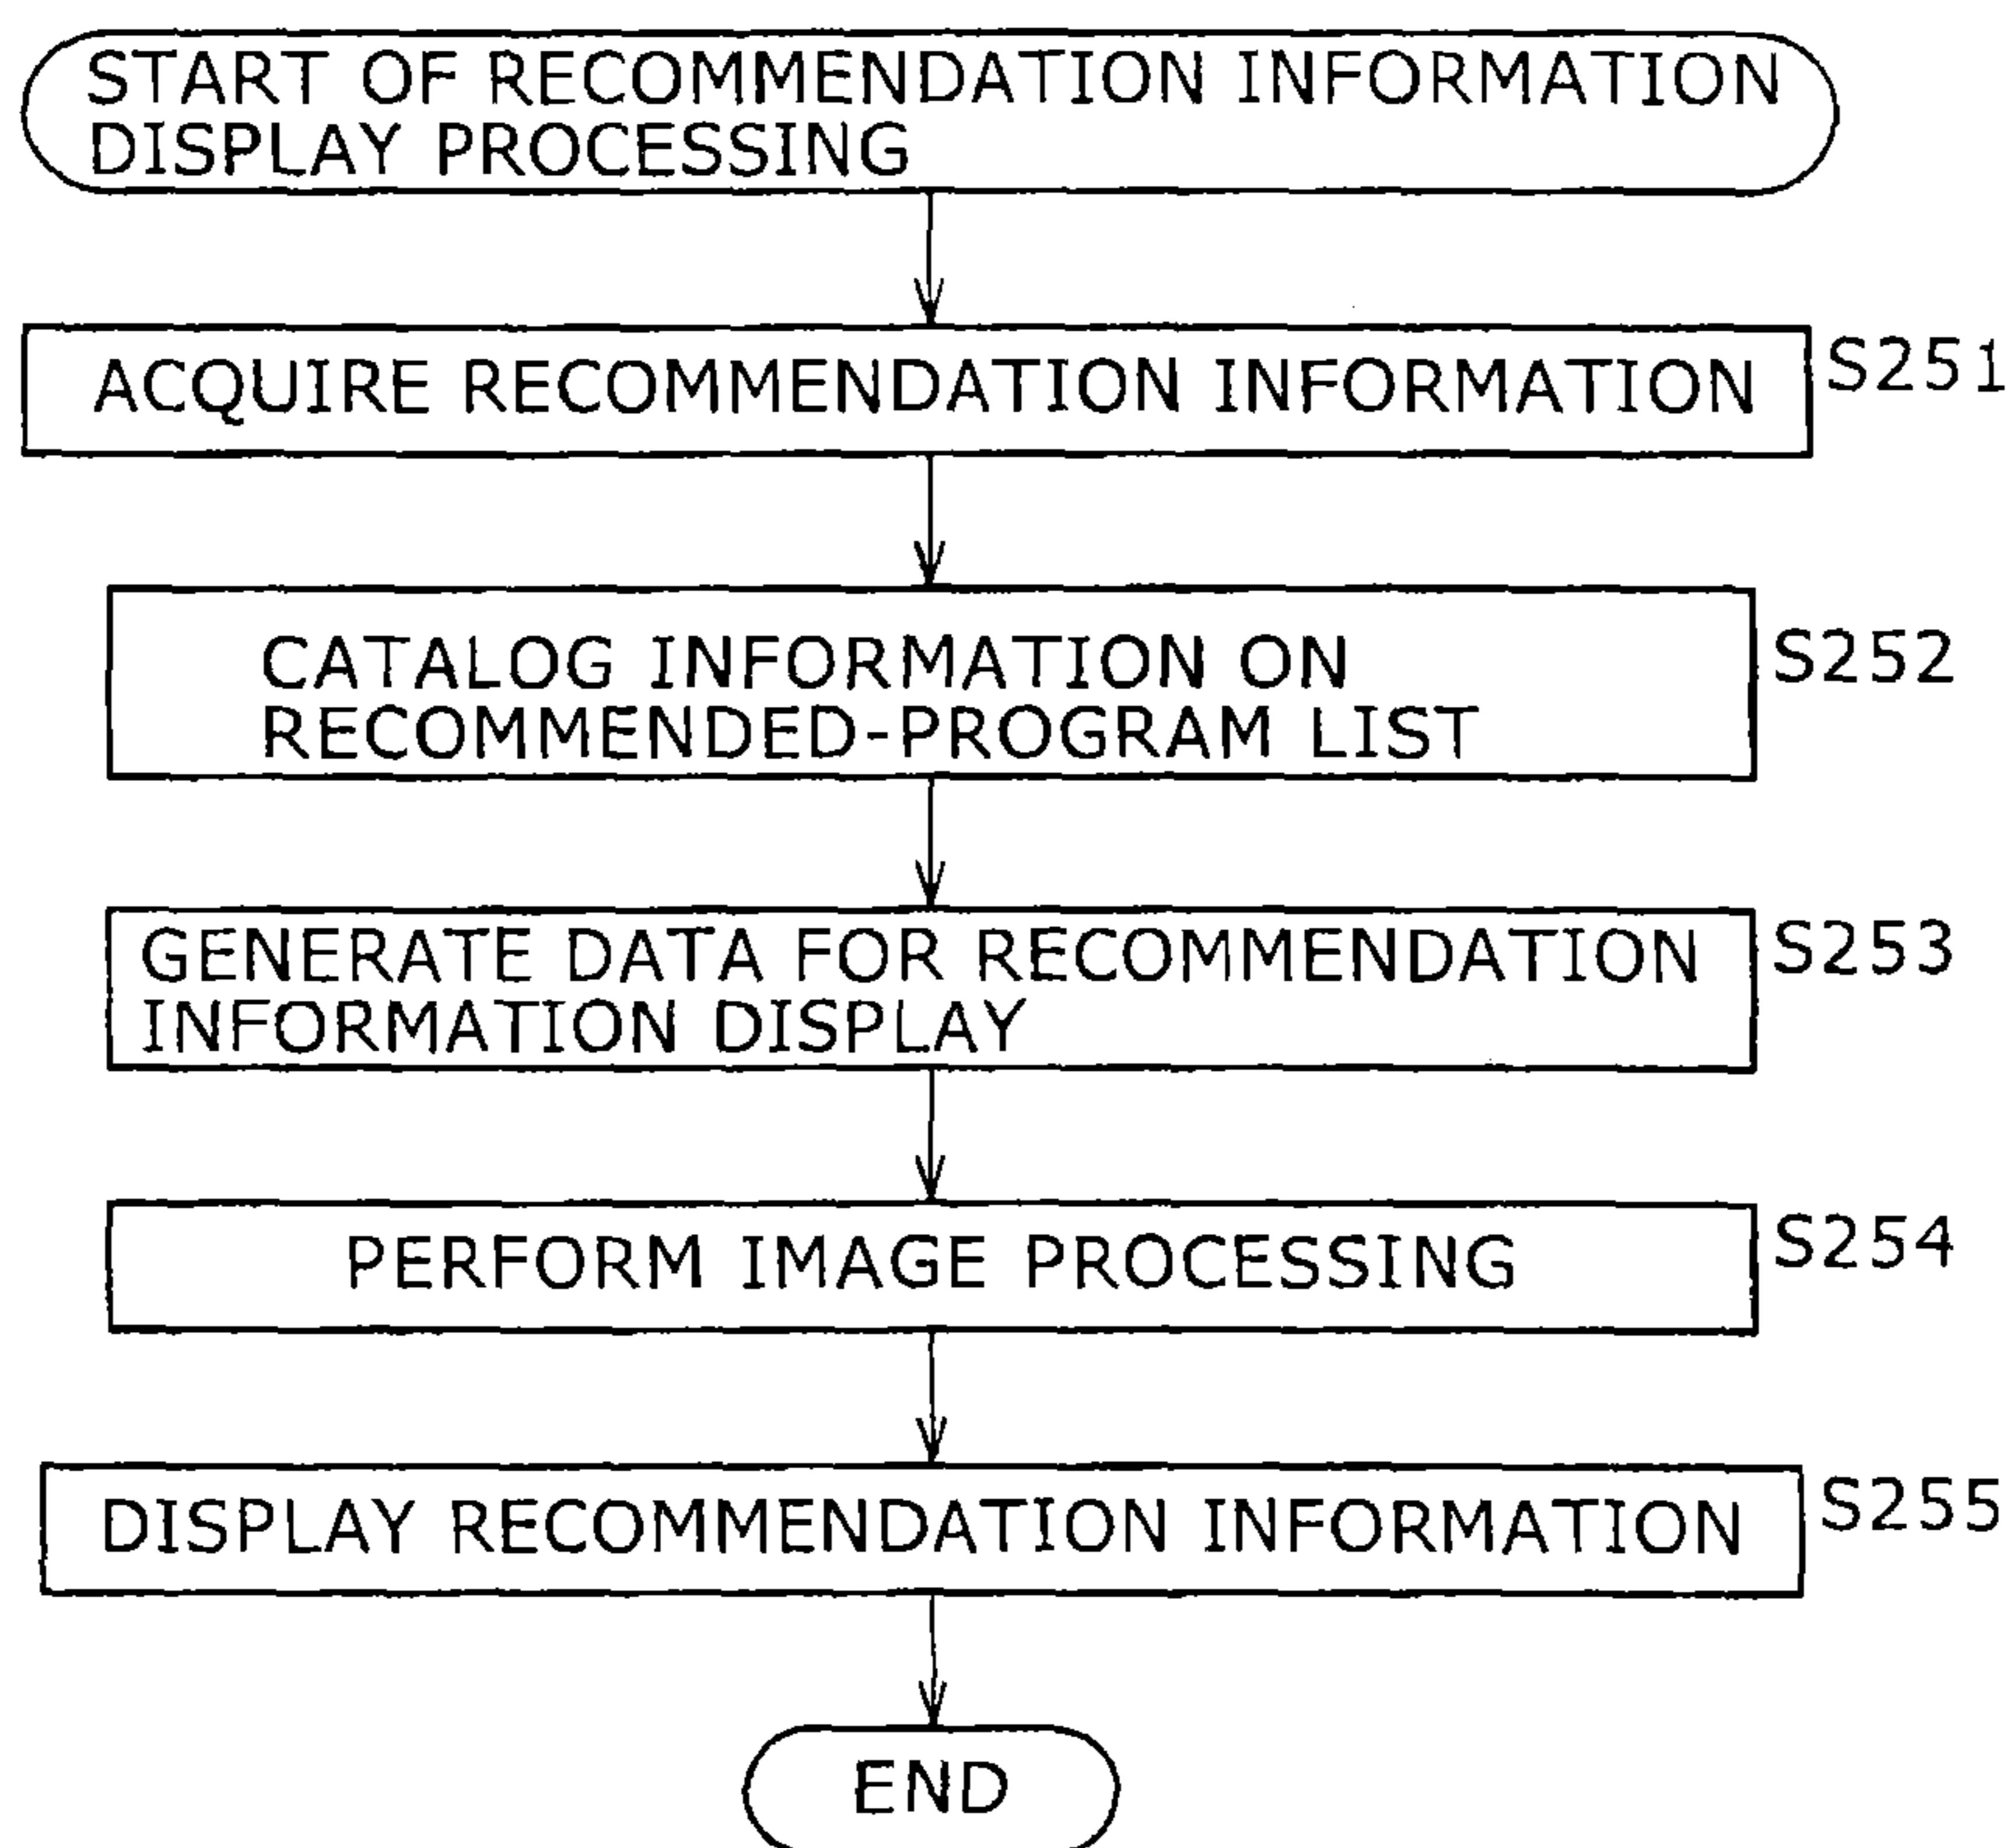 START OF RECOMMENDATION INFORMATION
DISPLAY PROCESSING
ACQUIRE RECOMMENDATION INFORMATION
S251
CATALOG INFORMATION ON
RECOMMENDED-PROGRAM LIST
S252
GENERATE DATA FOR RECOMMENDATION
INFORMATION DISPLAY
S253
PERFORM IMAGE PROCESSING
S254
DISPLAY RECOMMENDATION INFORMATION
S255
END